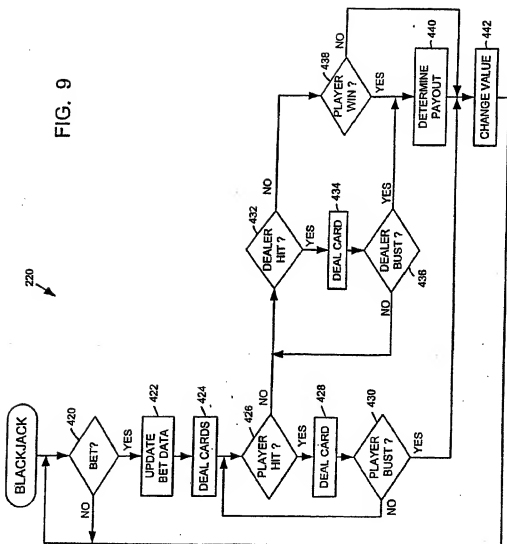 FIG. 9
220
BLACKJACK
420
BET?
NO
YES
422
UPDATE
BET DATA
424
DEAL CARDS
426
PLAYER
HIT ?
NO
YES
428
DEAL CARD
430
PLAYER
BUST ?
NO
YES
432
DEALER
HIT ?
NO
YES
434
DEAL CARD
DEALER
BUST ?
436
NO
YES
438
PLAYER
WIN ?
NO
YES
440
DETERMINE
PAYOUT
442
CHANGE VALUE